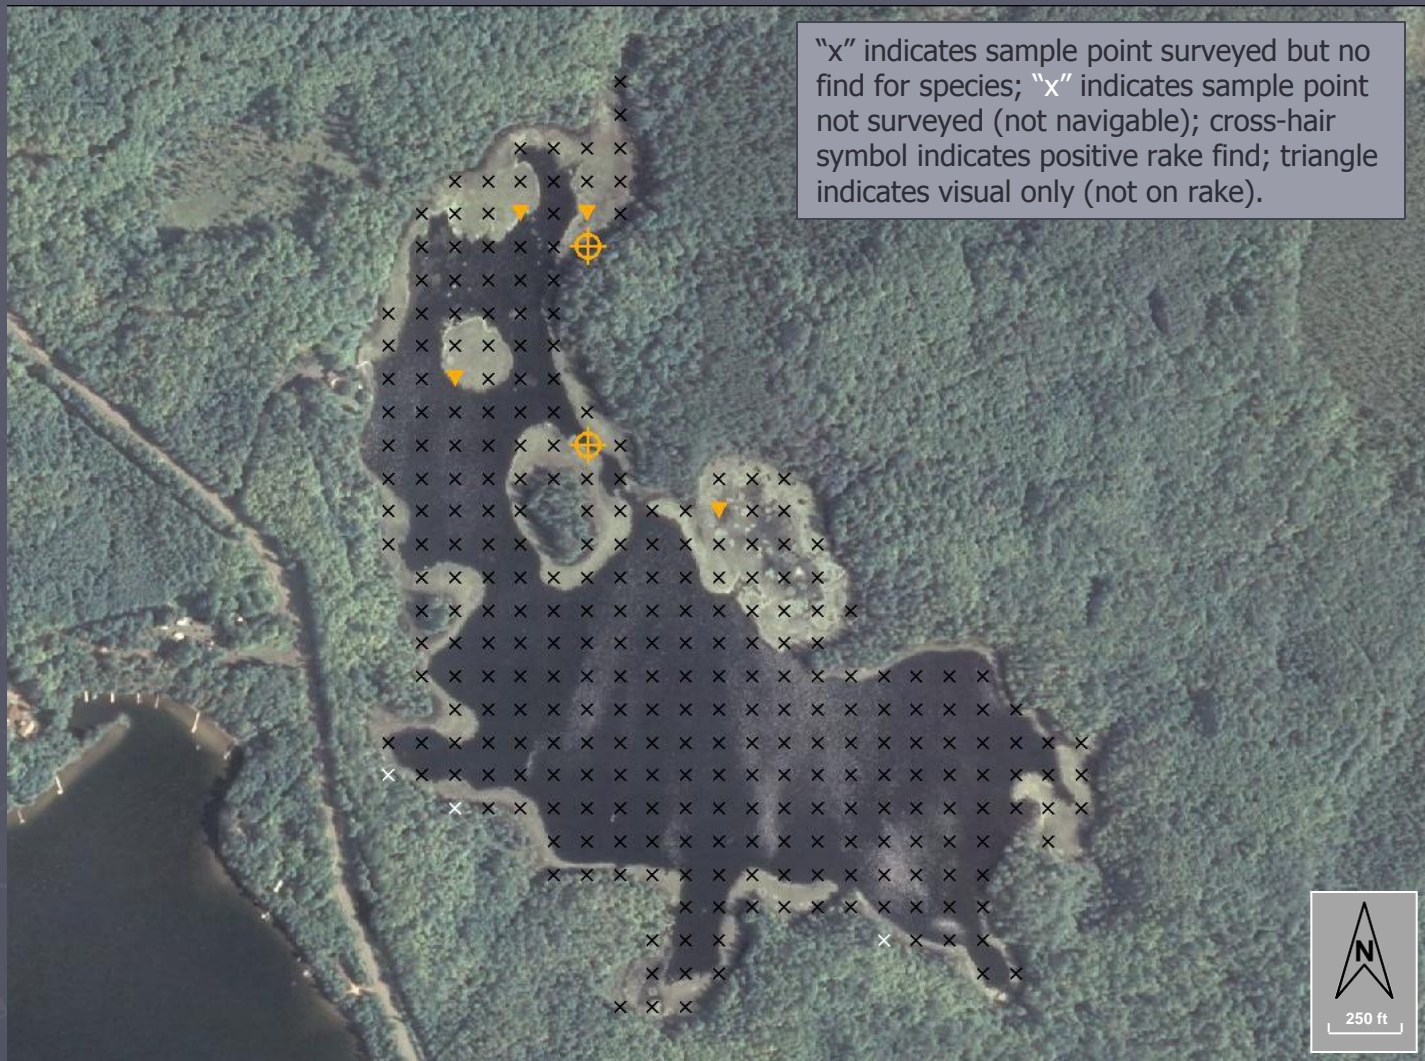 “x” indicates sample point surveyed but no
find for species; “x” indicates sample point
not surveyed (not navigable); cross-hair
symbol indicates positive rake find; triangle
indicates visual only (not on rake).
N
250 ft